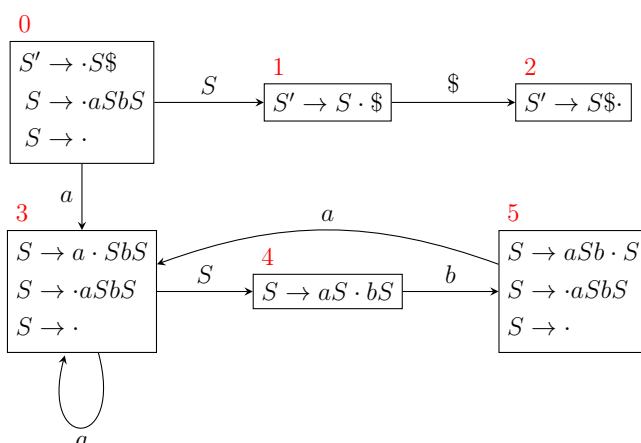 0
S′ → ·S$
S → ·aSbS
S → ·
S
1
S′ → S · $
$
2
S′ → S$·
a
3
S → a · SbS
S → ·aSbS
S → ·
S
4
S → aS · bS
b
a
5
S → aSb · S
S → ·aSbS
S → ·
a